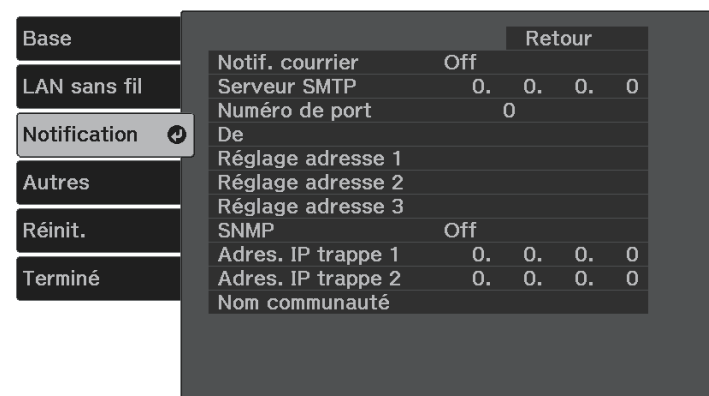 Base
LAN sans fil
Notification
Autres
Réinit.
Terminé
Retour
Notif. courrier Off
Serveur SMTP 0. 0. 0. 0
Numéro de port 0
De
Réglage adresse 1
Réglage adresse 2
Réglage adresse 3
SNMP Off
Adres. IP trappe 1 0. 0. 0. 0
Adres. IP trappe 2 0. 0. 0. 0
Nom communauté